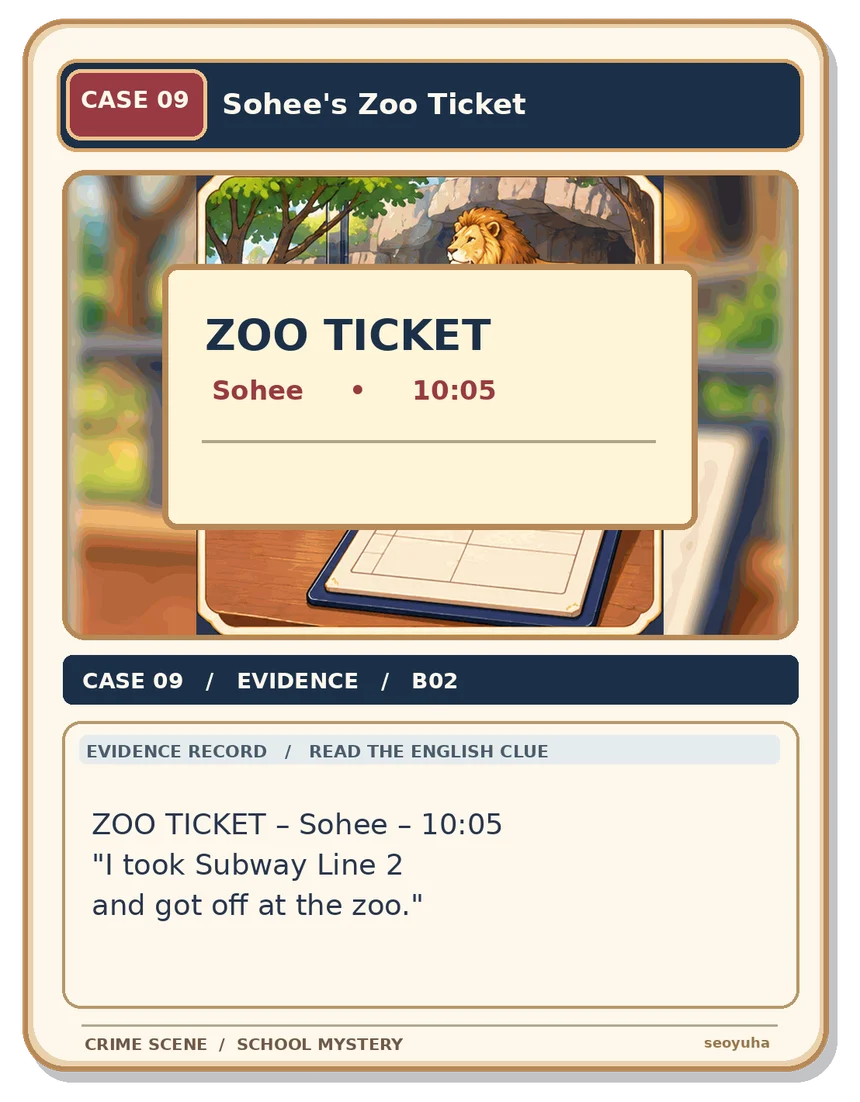 CASE 09
Sohee's Zoo Ticket
ZOO TICKET
Sohee • 10:05
CASE 09 / EVIDENCE / B02
EVIDENCE RECORD / READ THE ENGLISH CLUE
ZOO TICKET – Sohee – 10:05
"I took Subway Line 2
and got off at the zoo."
CRIME SCENE / SCHOOL MYSTERY
seoyuha